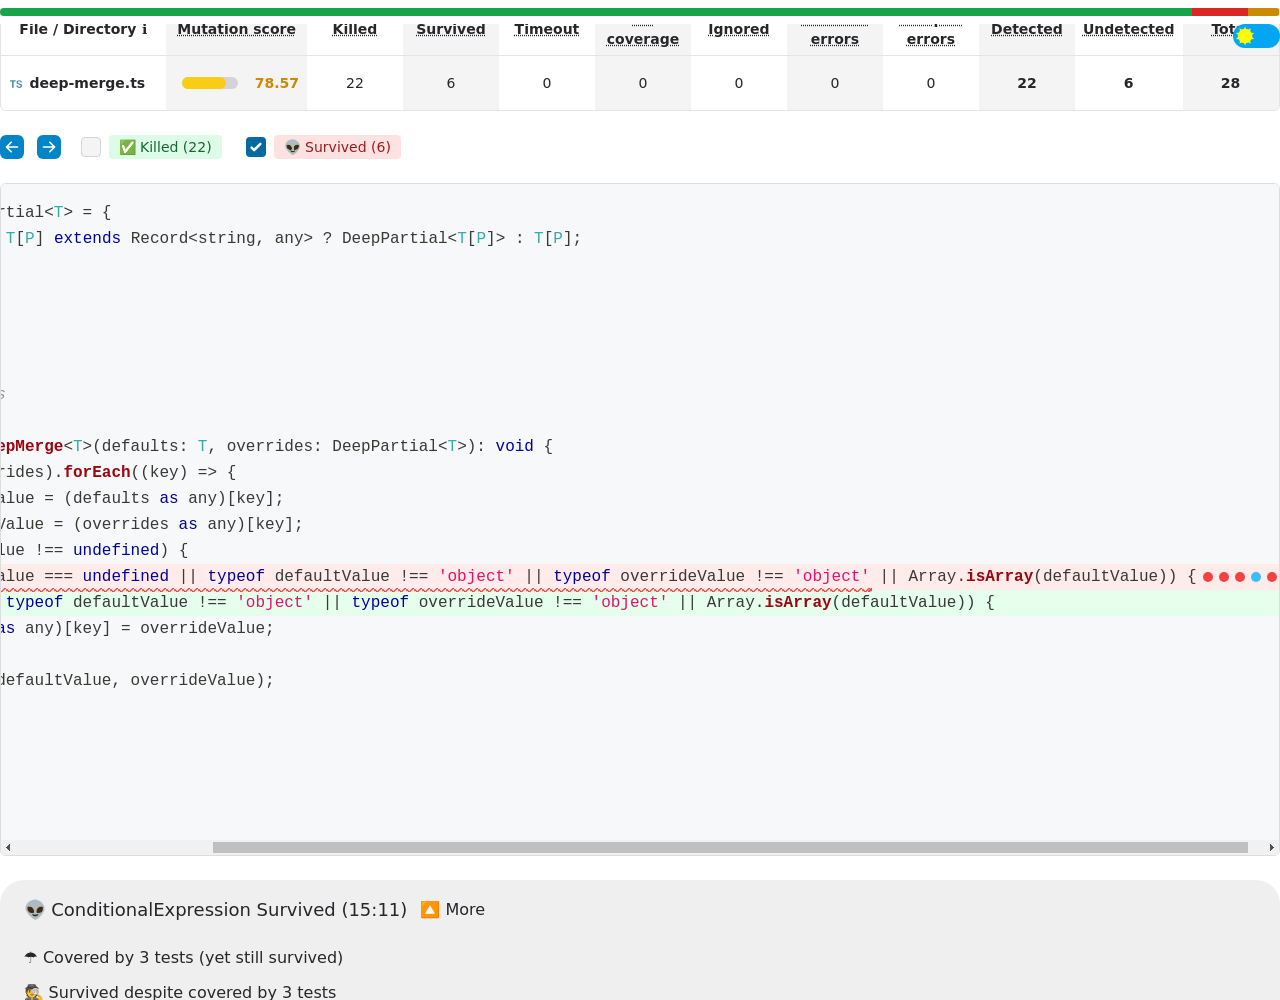 File / Directory ℹ Mutation score Killed Survived Timeout coverage Ignored errors errors Detected Undetected
TS deep-merge.ts 78.57 22 6 0 0 0 0 0 22 6 28
✅ Killed (22) 👽 Survived (6)
rtial<T> = {
T[P] extends Record<string, any> ? DeepPartial<T[P]> : T[P];
s
epMerge<T>(defaults: T, overrides: DeepPartial<T>): void {
rides).forEach((key) => {
alue = (defaults as any)[key];
Value = (overrides as any)[key];
lue !== undefined) {
alue === undefined || typeof defaultValue !== 'object' || typeof overrideValue !== 'object' || Array.isArray(defaultValue)) {
typeof defaultValue !== 'object' || typeof overrideValue !== 'object' || Array.isArray(defaultValue)) {
as any)[key] = overrideValue;
defaultValue, overrideValue);
👽 ConditionalExpression Survived (15:11) 🔼 More
☂ Covered by 3 tests (yet still survived)
🕵 Survived despite covered by 3 tests